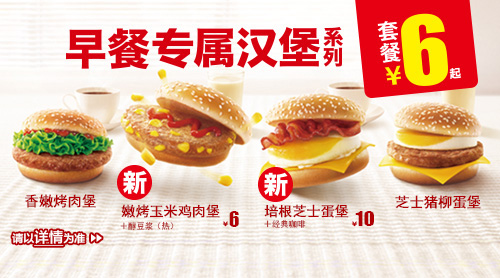 早餐专属汉堡系列
套餐
¥6起
香嫩烤肉堡
新
嫩烤玉米鸡肉堡
+醇豆浆（热）
¥6
新
培根芝士蛋堡
+经典咖啡
¥10
芝士猪柳蛋堡
请以详情为准